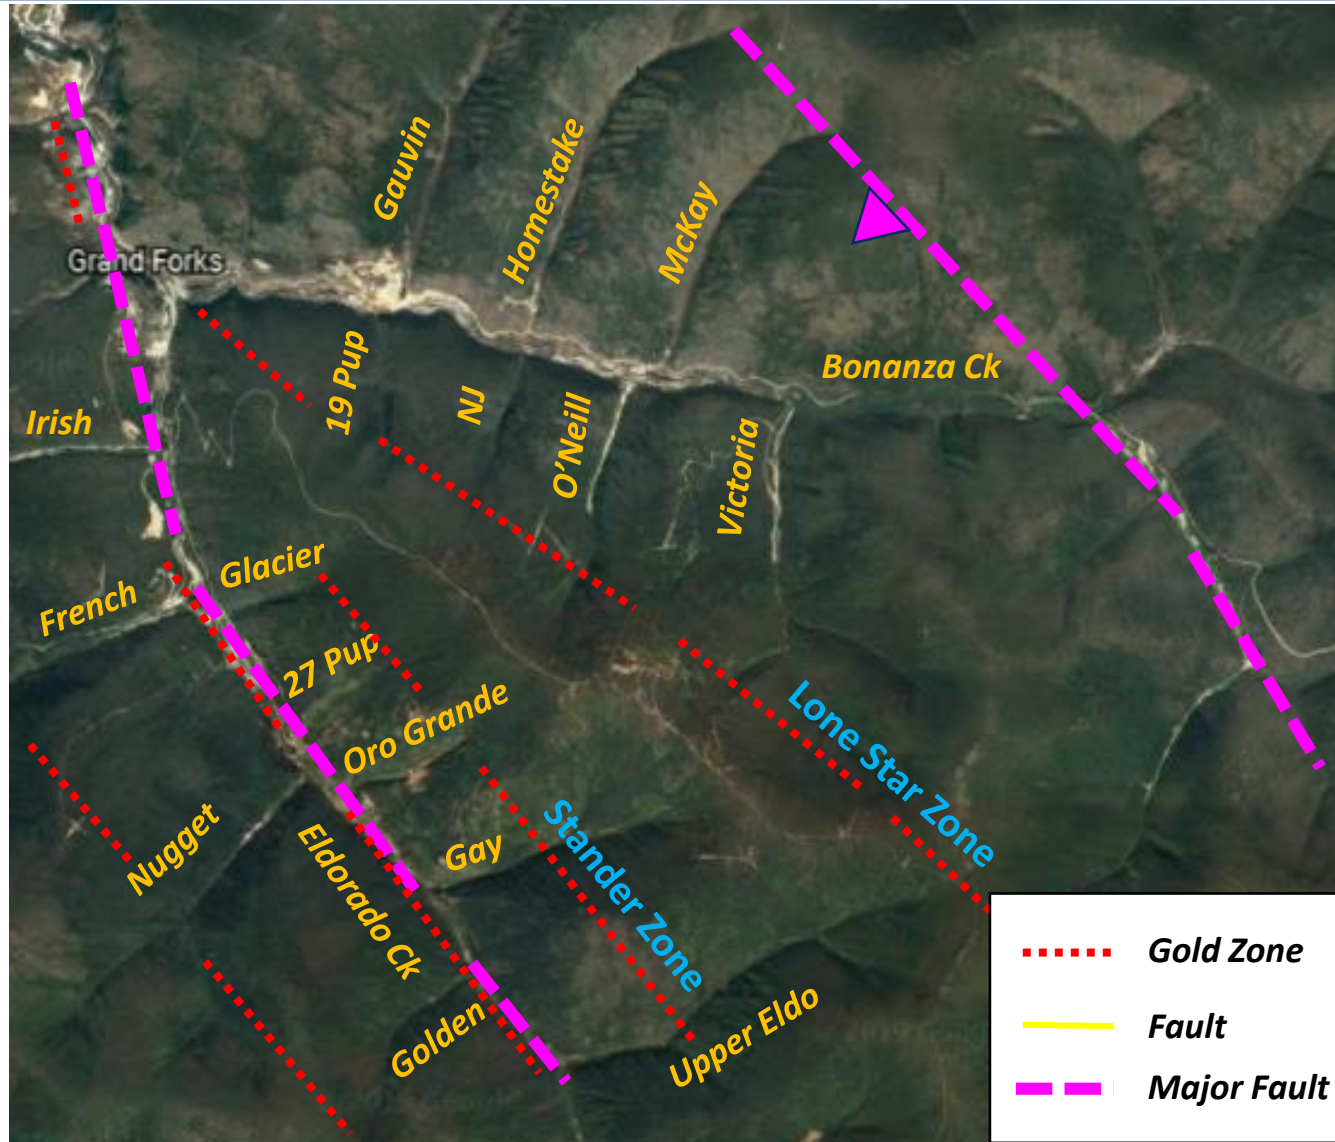 Gauvin
Homestake
McKay
Grand Forks
19 Pup
NJ
O'Neill
Victoria
Bonanza Ck
Irish
French
Glacier
27 Pup
Oro Grande
Lone Star Zone
Nugget
Eldorado Ck
Gay
Stander Zone
Golden
Upper Eldo
Gold Zone
Fault
Major Fault